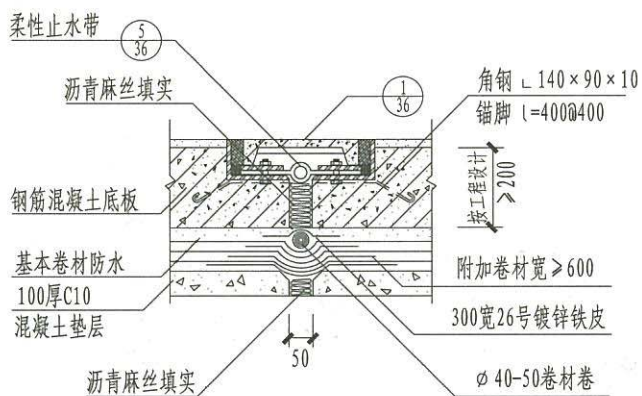 柔性止水带
5
36
沥青麻丝填实
1
36
角钢 ∟140×90×10
锚脚 l=400@400
钢筋混凝土底板
按工程设计
≥200
基本卷材防水
100厚C10
混凝土垫层
附加卷材宽≥600
300宽26号镀锌铁皮
50
沥青麻丝填实
ø40-50卷材卷